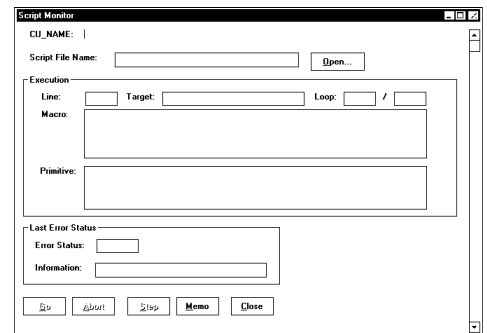 Script Monitor
CU_NAME:
Script File Name: Open...
Execution
Line: Target: Loop: /
Macro:
Primitive:
Last Error Status
Error Status:
Information:
Go Abort Step Memo Close